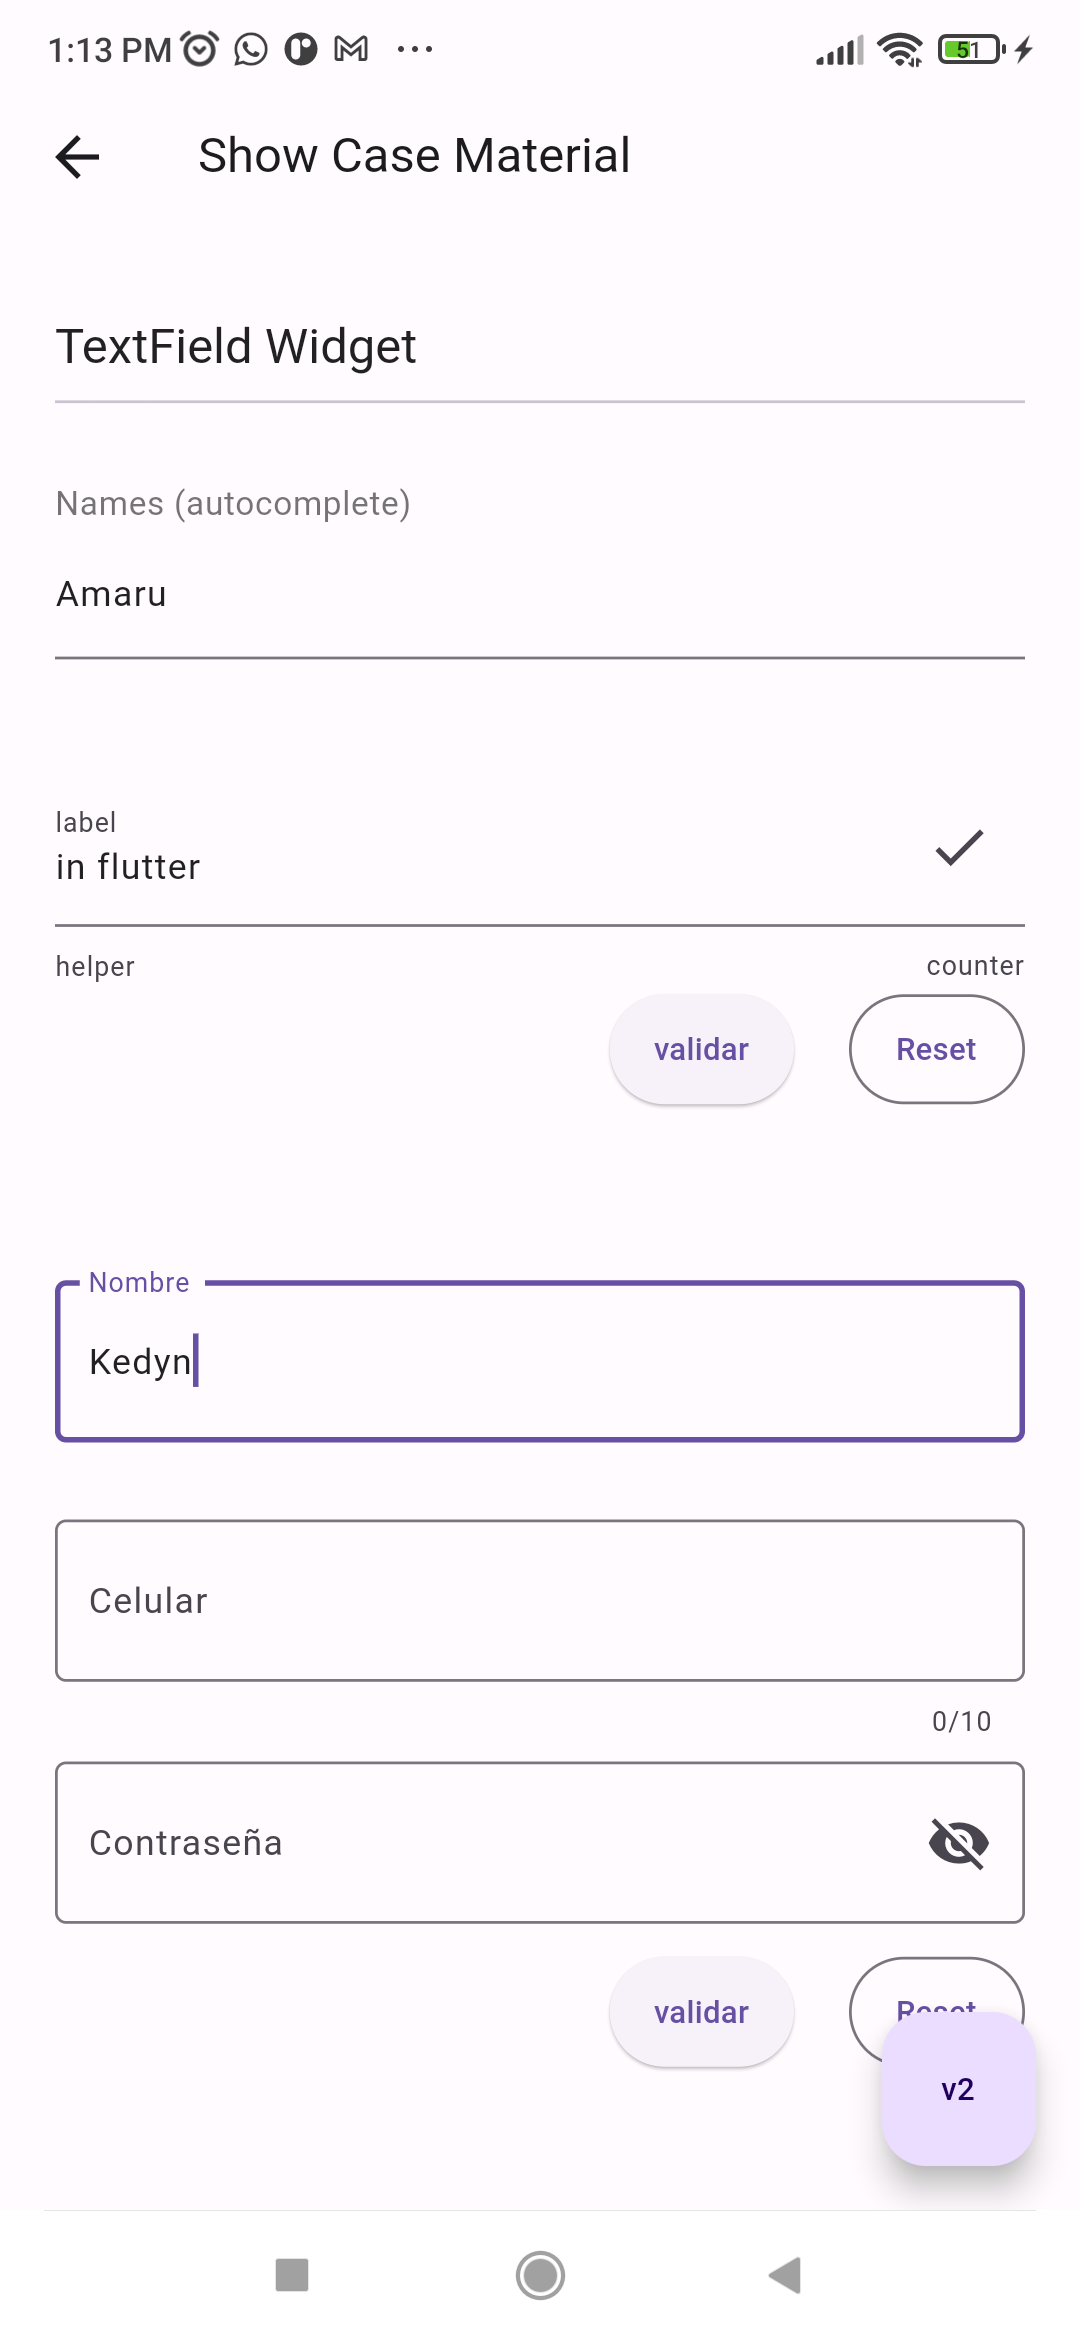 1:13 PM
51
Show Case Material
TextField Widget
Names (autocomplete)
Amaru
label
in flutter
helper
counter
validar
Reset
Nombre
Kedyn
Celular
0/10
Contraseña
validar
Reset
v2